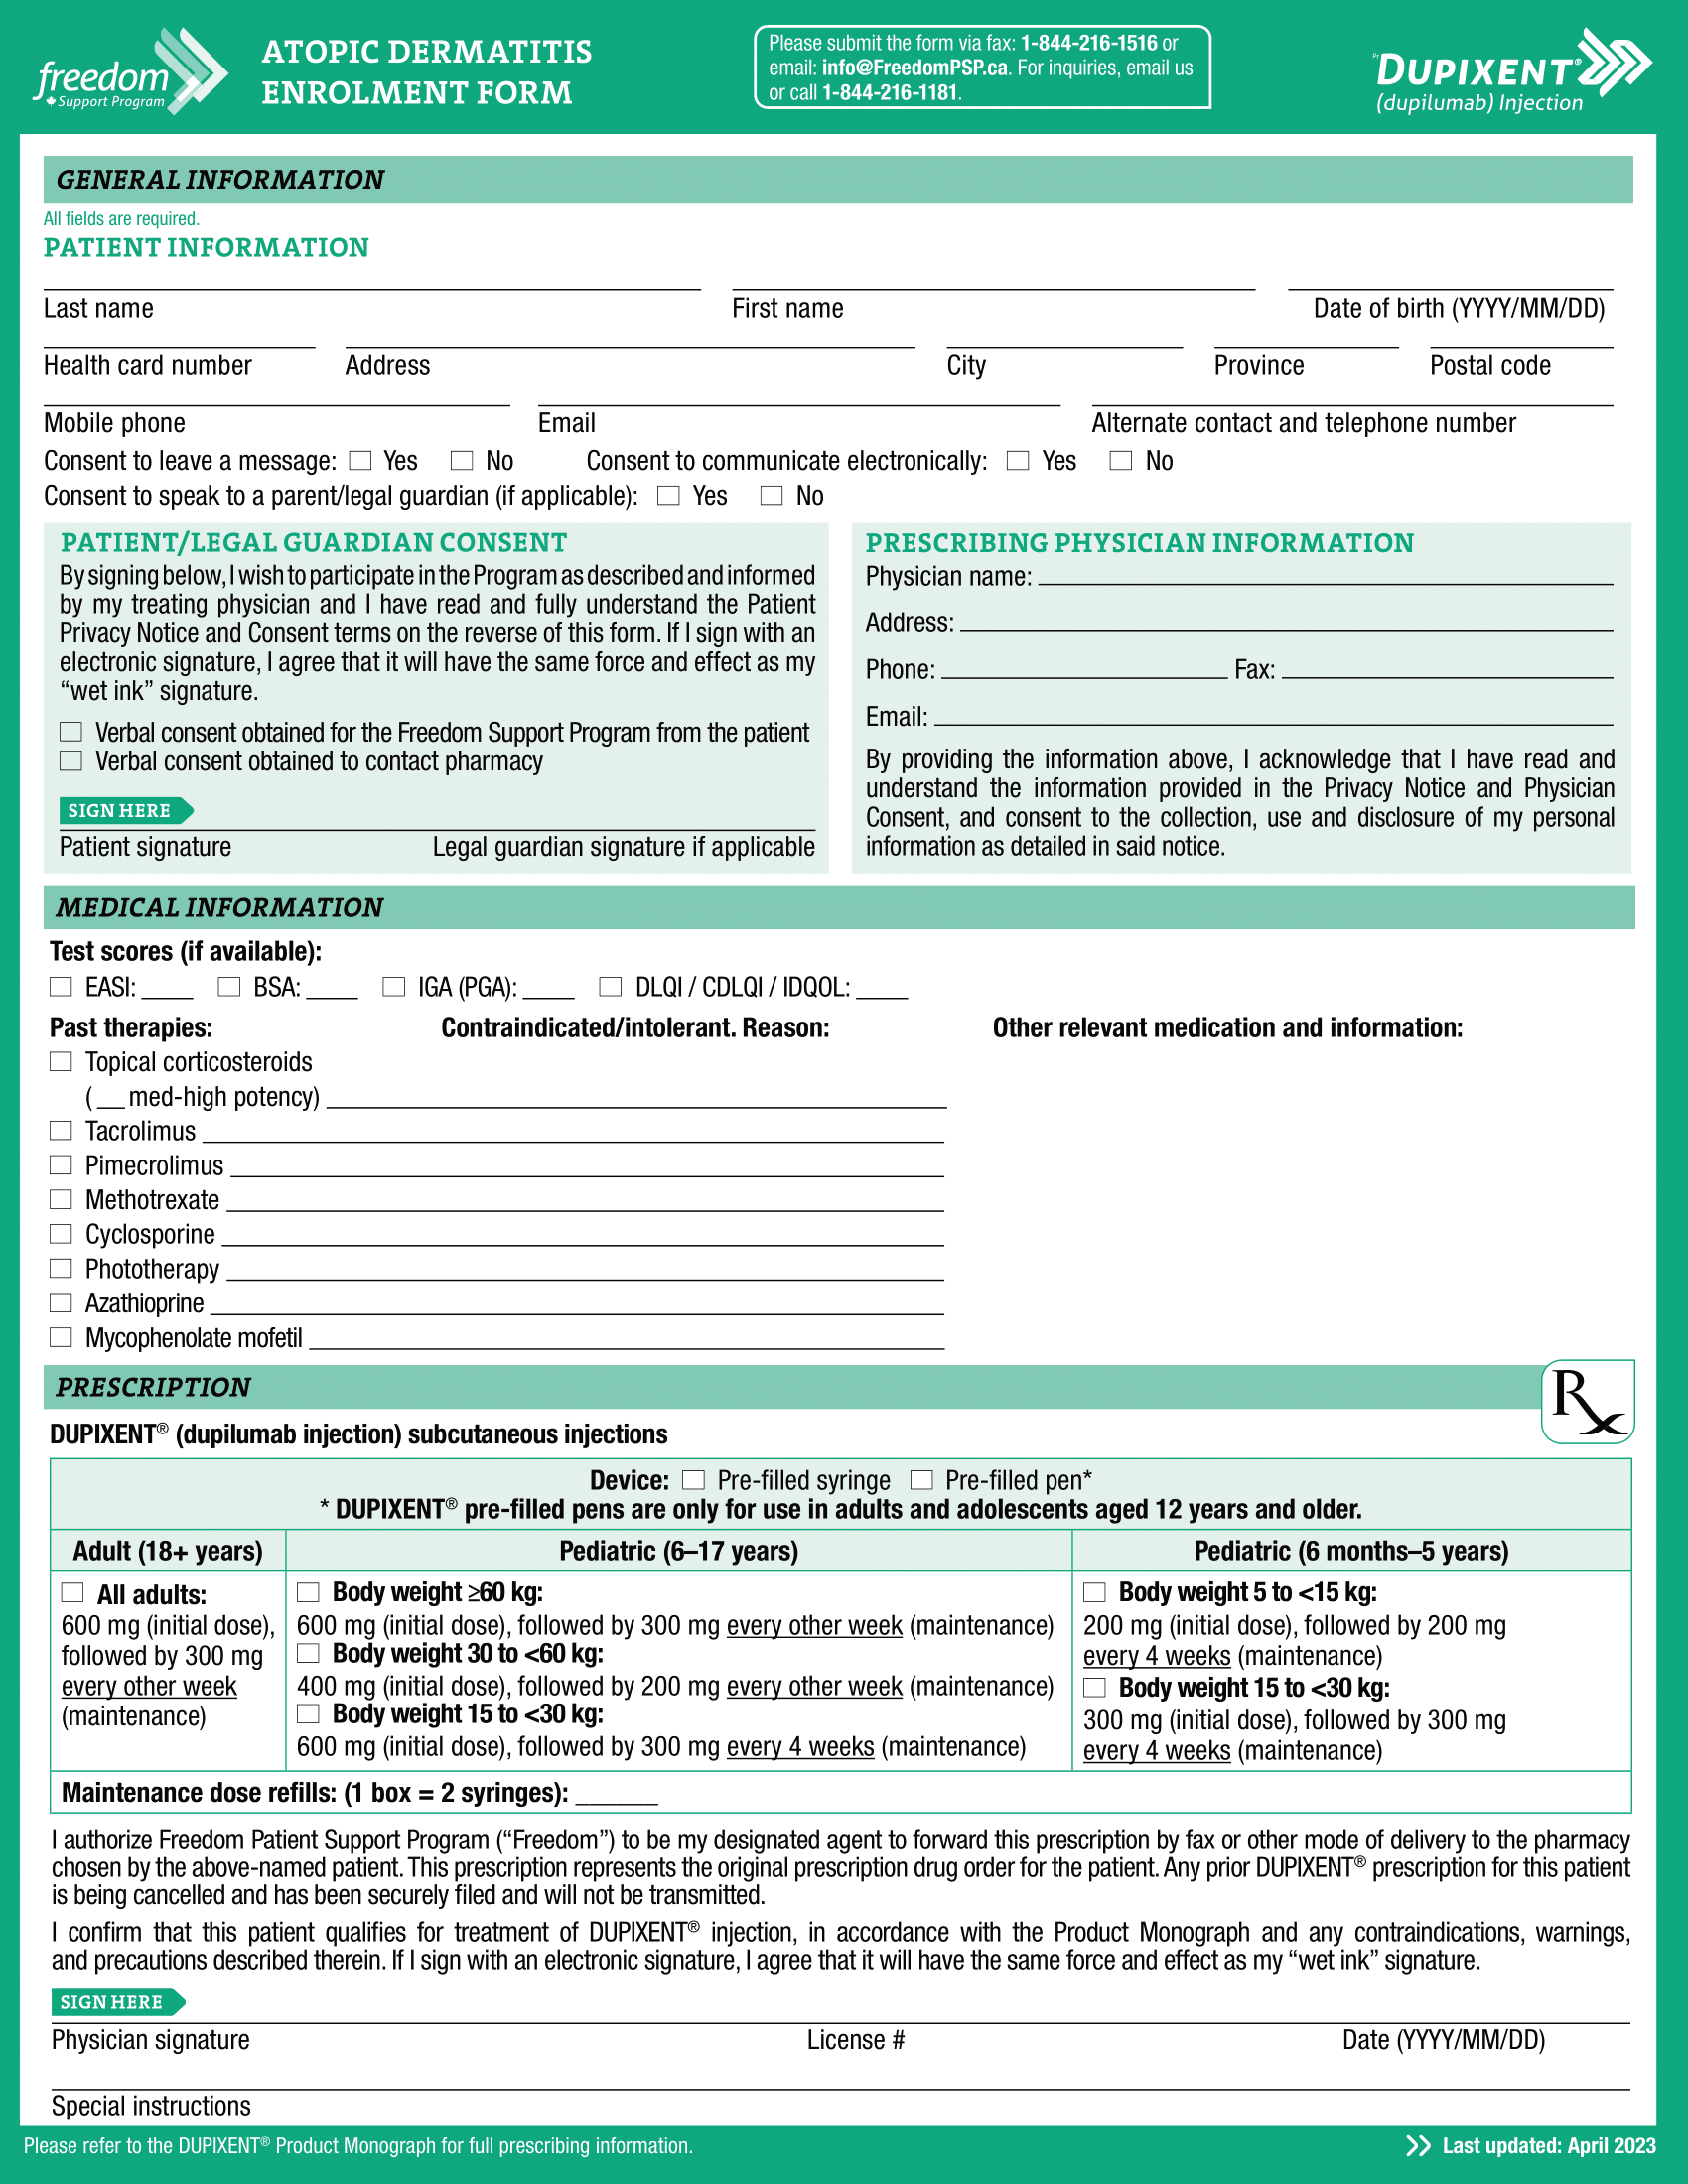 freedom
Support Program
ATOPIC DERMATITIS
ENROLMENT FORM
Please submit the form via fax: 1-844-216-1516 or
email: info@FreedomPSP.ca. For inquiries, email us
or call 1-844-216-1181.
Pr DUPIXENT®
(dupilumab) Injection
GENERAL INFORMATION
All fields are required.
PATIENT INFORMATION
Last name First name Date of birth (YYYY/MM/DD)
Health card number Address City Province Postal code
Mobile phone Email Alternate contact and telephone number
Consent to leave a message: ☐ Yes ☐ No Consent to communicate electronically: ☐ Yes ☐ No
Consent to speak to a parent/legal guardian (if applicable): ☐ Yes ☐ No
PATIENT/LEGAL GUARDIAN CONSENT
By signing below, I wish to participate in the Program as described and informed
by my treating physician and I have read and fully understand the Patient
Privacy Notice and Consent terms on the reverse of this form. If I sign with an
electronic signature, I agree that it will have the same force and effect as my
“wet ink” signature.
☐ Verbal consent obtained for the Freedom Support Program from the patient
☐ Verbal consent obtained to contact pharmacy
SIGN HERE
Patient signature Legal guardian signature if applicable
PRESCRIBING PHYSICIAN INFORMATION
Physician name:
Address:
Phone: Fax:
Email:
By providing the information above, I acknowledge that I have read and
understand the information provided in the Privacy Notice and Physician
Consent, and consent to the collection, use and disclosure of my personal
information as detailed in said notice.
MEDICAL INFORMATION
Test scores (if available):
☐ EASI: ____ ☐ BSA: ____ ☐ IGA (PGA): ____ ☐ DLQI / CDLQI / IDQOL: ____
Past therapies: Contraindicated/intolerant. Reason: Other relevant medication and information:
☐ Topical corticosteroids
( __ med-high potency)
☐ Tacrolimus
☐ Pimecrolimus
☐ Methotrexate
☐ Cyclosporine
☐ Phototherapy
☐ Azathioprine
☐ Mycophenolate mofetil
PRESCRIPTION
Rx
DUPIXENT® (dupilumab injection) subcutaneous injections
Device: ☐ Pre-filled syringe ☐ Pre-filled pen*
* DUPIXENT® pre-filled pens are only for use in adults and adolescents aged 12 years and older.
Adult (18+ years)
☐ All adults:
600 mg (initial dose),
followed by 300 mg
every other week
(maintenance)
Pediatric (6–17 years)
☐ Body weight ≥60 kg:
600 mg (initial dose), followed by 300 mg every other week (maintenance)
☐ Body weight 30 to <60 kg:
400 mg (initial dose), followed by 200 mg every other week (maintenance)
☐ Body weight 15 to <30 kg:
600 mg (initial dose), followed by 300 mg every 4 weeks (maintenance)
Pediatric (6 months–5 years)
☐ Body weight 5 to <15 kg:
200 mg (initial dose), followed by 200 mg
every 4 weeks (maintenance)
☐ Body weight 15 to <30 kg:
300 mg (initial dose), followed by 300 mg
every 4 weeks (maintenance)
Maintenance dose refills: (1 box = 2 syringes): ______
I authorize Freedom Patient Support Program (“Freedom”) to be my designated agent to forward this prescription by fax or other mode of delivery to the pharmacy
chosen by the above-named patient. This prescription represents the original prescription drug order for the patient. Any prior DUPIXENT® prescription for this patient
is being cancelled and has been securely filed and will not be transmitted.
I confirm that this patient qualifies for treatment of DUPIXENT® injection, in accordance with the Product Monograph and any contraindications, warnings,
and precautions described therein. If I sign with an electronic signature, I agree that it will have the same force and effect as my “wet ink” signature.
SIGN HERE
Physician signature License # Date (YYYY/MM/DD)
Special instructions
Please refer to the DUPIXENT® Product Monograph for full prescribing information.
Last updated: April 2023